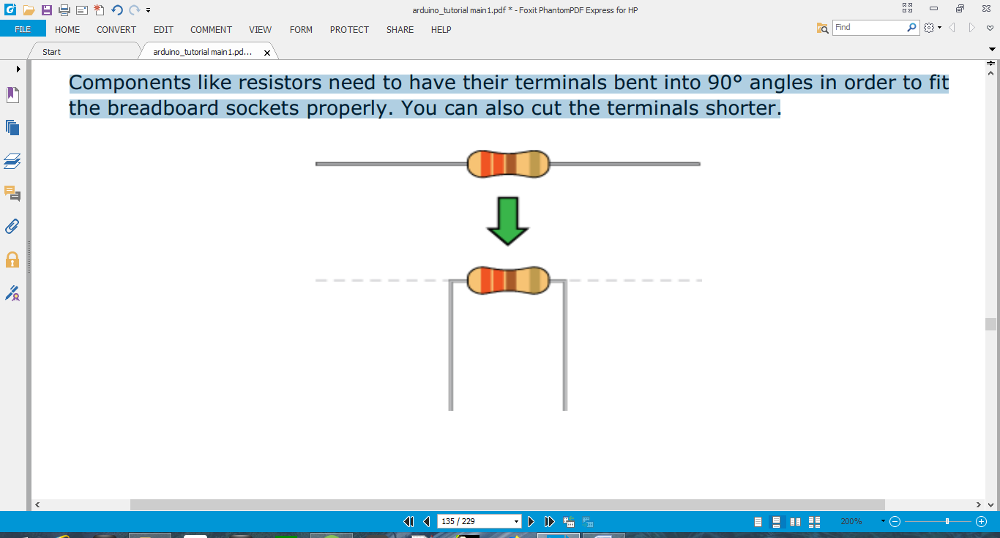 arduino_tutorial main1.pdf * - Foxit PhantomPDF Express for HP
FILE HOME CONVERT EDIT COMMENT VIEW FORM PROTECT SHARE HELP Find
Start arduino_tutorial main1.pd...
Components like resistors need to have their terminals bent into 90° angles in order to fit
the breadboard sockets properly. You can also cut the terminals shorter.
135 / 229 200%